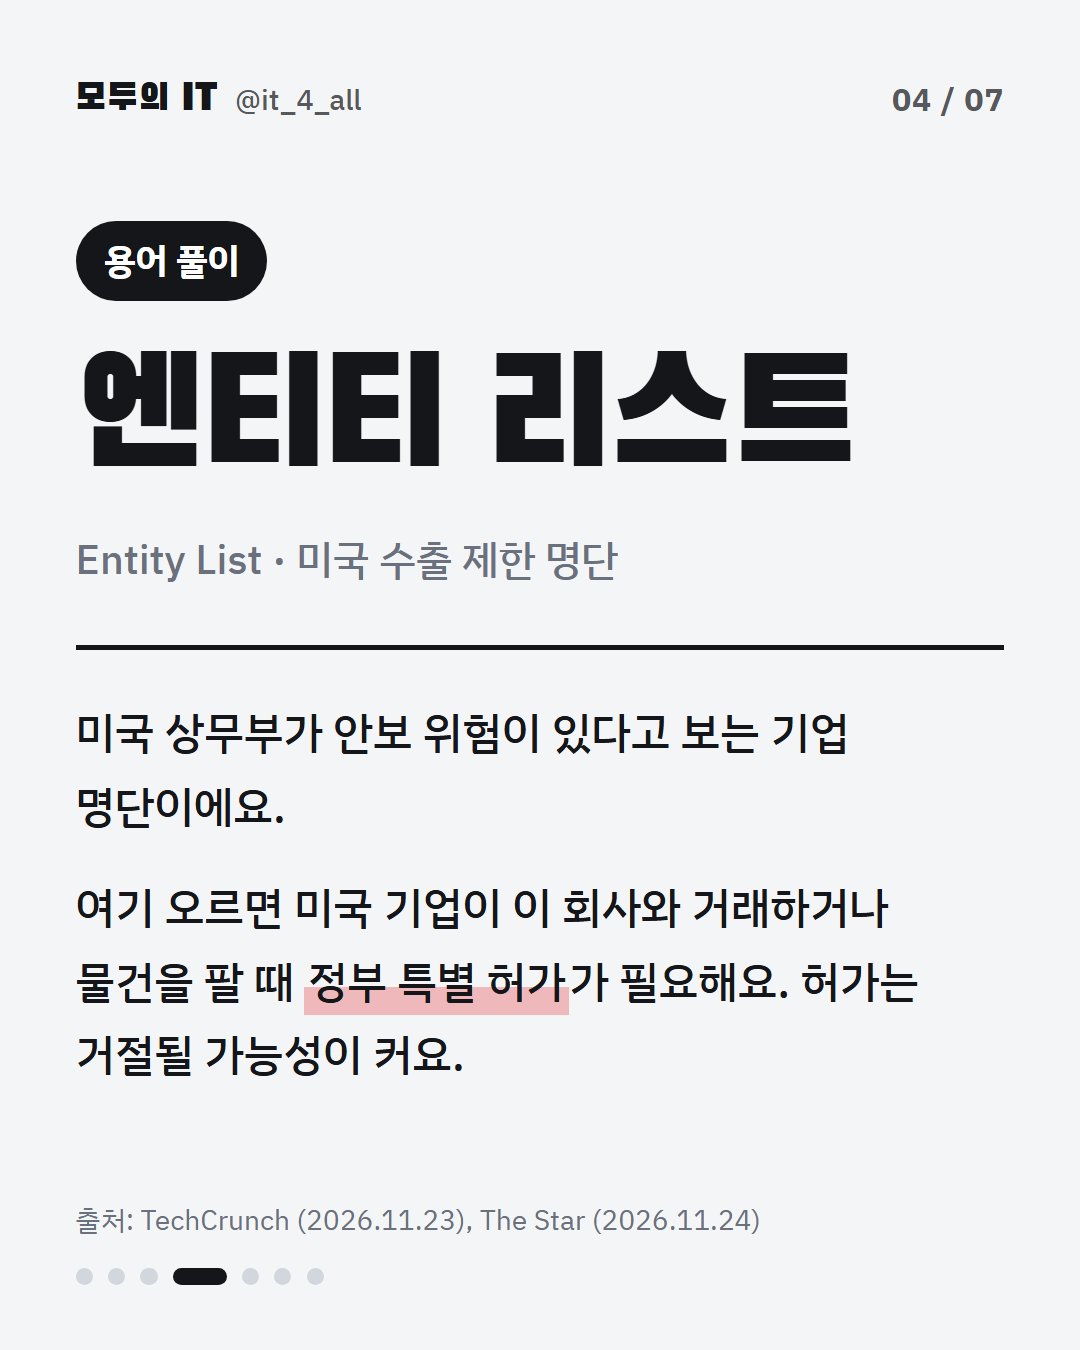 모두의 IT @it_4_all
04 / 07
용어 풀이
엔티티 리스트
Entity List · 미국 수출 제한 명단
미국 상무부가 안보 위험이 있다고 보는 기업
명단이에요.
여기 오르면 미국 기업이 이 회사와 거래하거나
물건을 팔 때 정부 특별 허가가 필요해요. 허가는
거절될 가능성이 커요.
출처: TechCrunch (2026.11.23), The Star (2026.11.24)